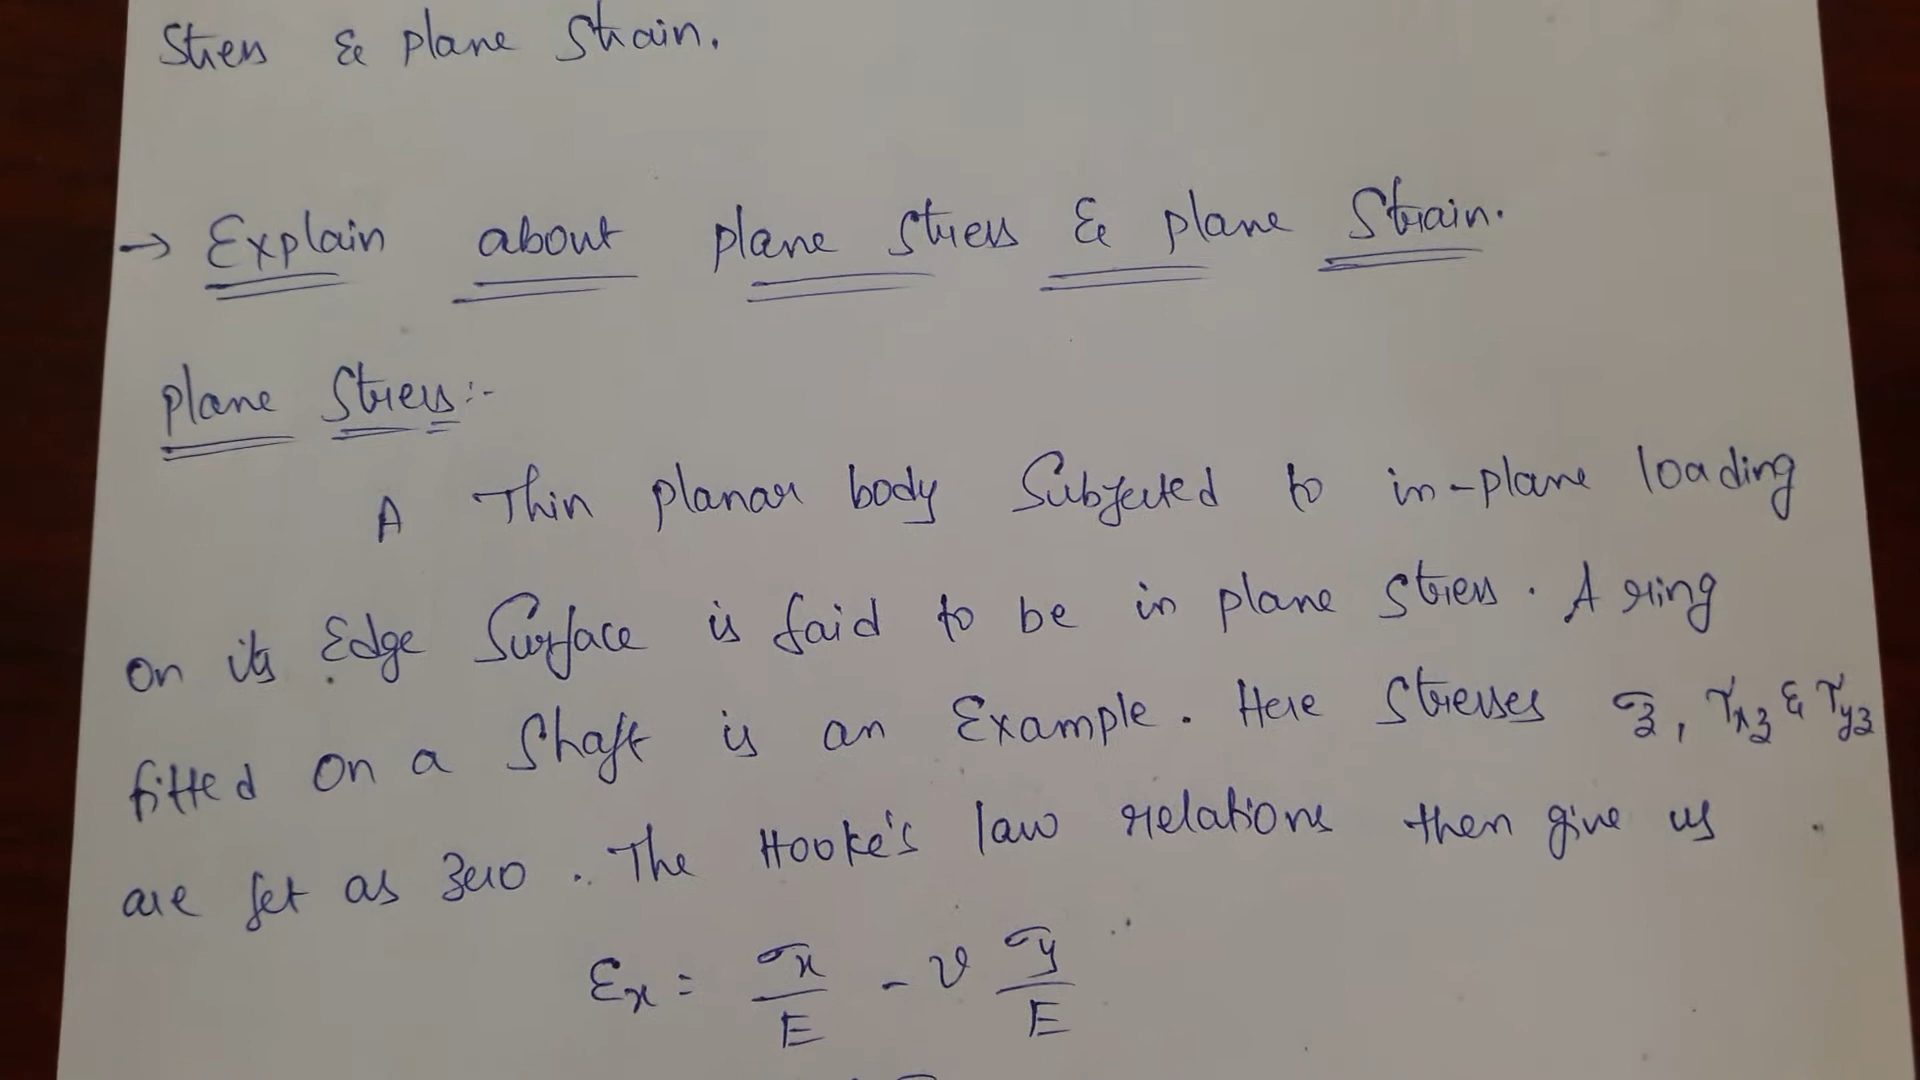 Stress & plane Strain.
→ Explain about plane Stress & plane Strain.
plane Stress:-
A Thin planar body Subjected to in-plane loading
on its Edge Surface is said to be in plane stress. A ring
fitted on a Shaft is an Example. Here Stresses σz, τxz & τyz
are set as zero. The Hooke's law relations then give us
εx = σx/E - ν σy/E